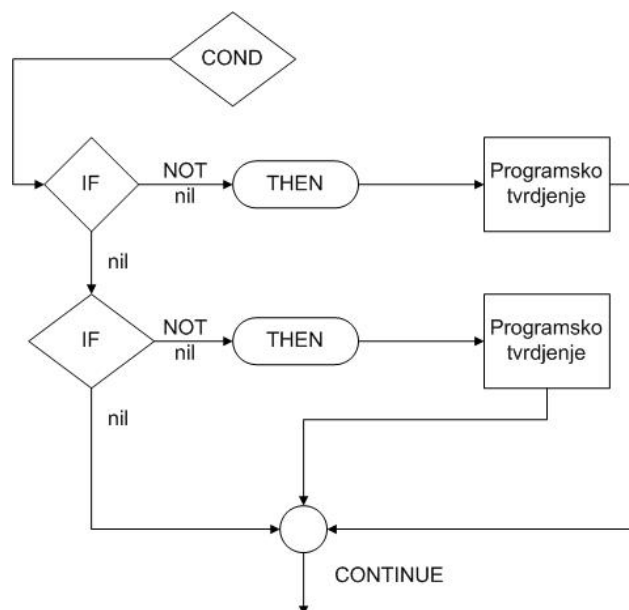 COND
IF
NOT
nil
THEN
Programsko
tvrdjenje
nil
IF
NOT
nil
THEN
Programsko
tvrdjenje
nil
CONTINUE